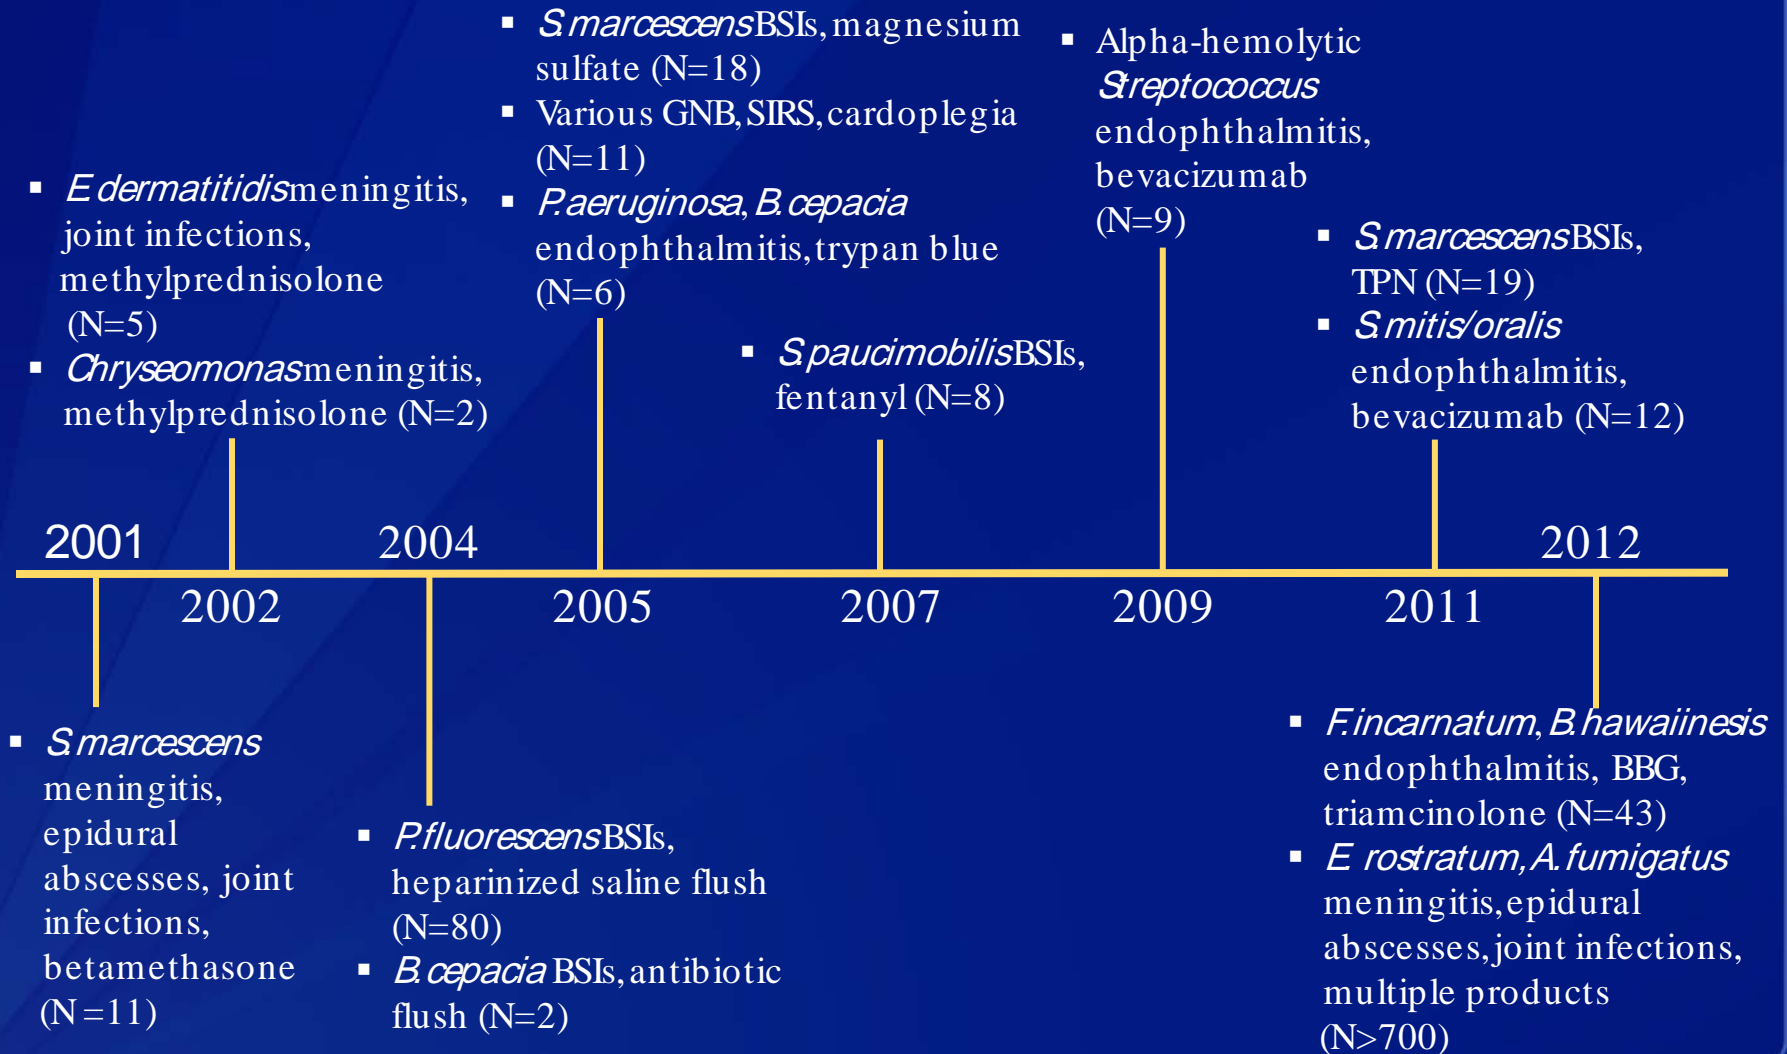 ▪ S. marcescens BSIs, magnesium
sulfate (N=18)
▪ Various GNB, SIRS, cardoplegia
(N=11)
▪ P. aeruginosa, B. cepacia
endophthalmitis, trypan blue
(N=6)
▪ Alpha-hemolytic
Streptococcus
endophthalmitis,
bevacizumab
(N=9)
▪ E dermatitidis meningitis,
joint infections,
methylprednisolone
(N=5)
▪ Chryseomonas meningitis,
methylprednisolone (N=2)
▪ S. marcescens BSIs,
TPN (N=19)
▪ S. mitis/oralis
endophthalmitis,
bevacizumab (N=12)
▪ S. paucimobilis BSIs,
fentanyl (N=8)
2001
2004
2012
2002
2005
2007
2009
2011
▪ S. marcescens
meningitis,
epidural
abscesses, joint
infections,
betamethasone
(N =11)
▪ P. fluorescens BSIs,
heparinized saline flush
(N=80)
▪ B. cepacia BSIs, antibiotic
flush (N=2)
▪ F. incarnatum, B. hawaiinesis
endophthalmitis, BBG,
triamcinolone (N=43)
▪ E rostratum, A. fumigatus
meningitis, epidural
abscesses, joint infections,
multiple products
(N>700)